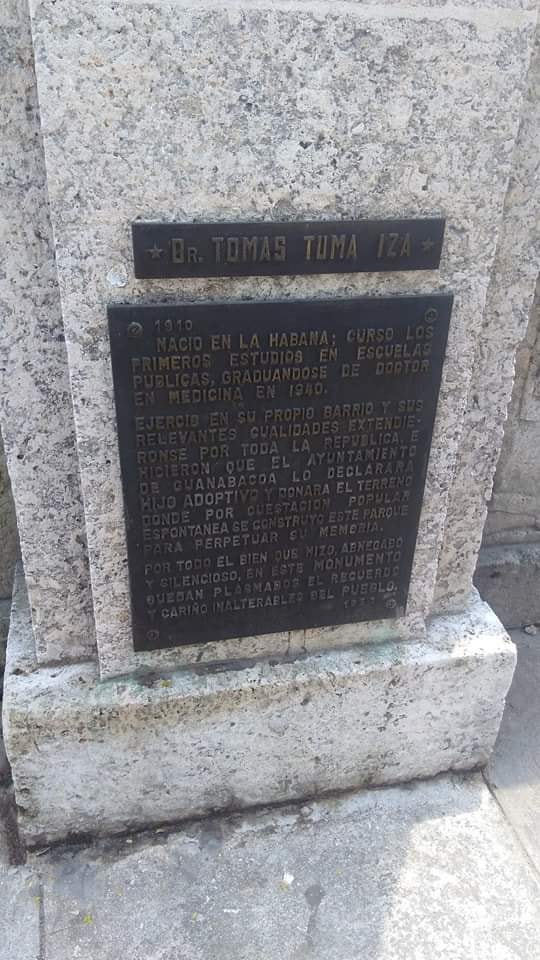 ★ DR. TOMAS TUMA IZA ★
1910
NACIO EN LA HABANA; CURSO LOS
PRIMEROS ESTUDIOS EN ESCUELAS
PUBLICAS, GRADUANDOSE DE DOCTOR
EN MEDICINA EN 1940.
EJERCIO EN SU PROPIO BARRIO Y SUS
RELEVANTES CUALIDADES EXTENDIE-
RONSE POR TODA LA REPUBLICA, E
HICIERON QUE EL AYUNTAMIENTO
DE GUANABACOA LO DECLARARA
HIJO ADOPTIVO Y DONARA EL TERRENO
DONDE POR CUESTACION POPULAR
ESPONTANEA SE CONSTRUYO ESTE PARQUE
PARA PERPETUAR SU MEMORIA.
POR TODO EL BIEN QUE HIZO, ABNEGADO
Y SILENCIOSO, EN ESTE MONUMENTO
QUEDAN PLASMADOS EL RECUERDO
Y CARIÑO INALTERABLES DEL PUEBLO.